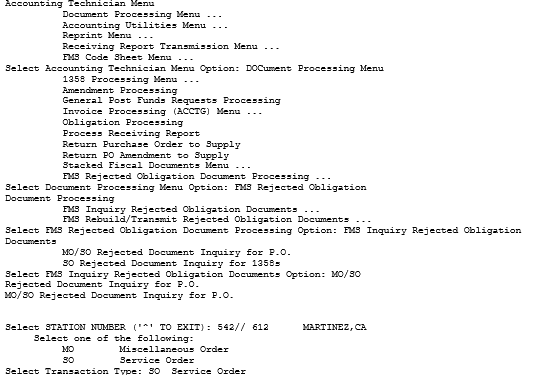 Accounting Technician Menu
Document Processing Menu ...
Accounting Utilities Menu ...
Reprint Menu ...
Receiving Report Transmission Menu ...
FMS Code Sheet Menu ...
Select Accounting Technician Menu Option: DOCument Processing Menu
1358 Processing Menu ...
Amendment Processing
General Post Funds Requests Processing
Invoice Processing (ACCTG) Menu ...
Obligation Processing
Process Receiving Report
Return Purchase Order to Supply
Return PO Amendment to Supply
Stacked Fiscal Documents Menu ...
FMS Rejected Obligation Document Processing ...
Select Document Processing Menu Option: FMS Rejected Obligation
Document Processing
FMS Inquiry Rejected Obligation Documents ...
FMS Rebuild/Transmit Rejected Obligation Documents ...
Select FMS Rejected Obligation Document Processing Option: FMS Inquiry Rejected Obligation
Documents
MO/SO Rejected Document Inquiry for P.O.
SO Rejected Document Inquiry for 1358s
Select FMS Inquiry Rejected Obligation Documents Option: MO/SO
Rejected Document Inquiry for P.O.
MO/SO Rejected Document Inquiry for P.O.
Select STATION NUMBER ('^' TO EXIT): 542// 612 MARTINEZ,CA
Select one of the following:
MO Miscellaneous Order
SO Service Order
Select Transaction Type: SO Service Order